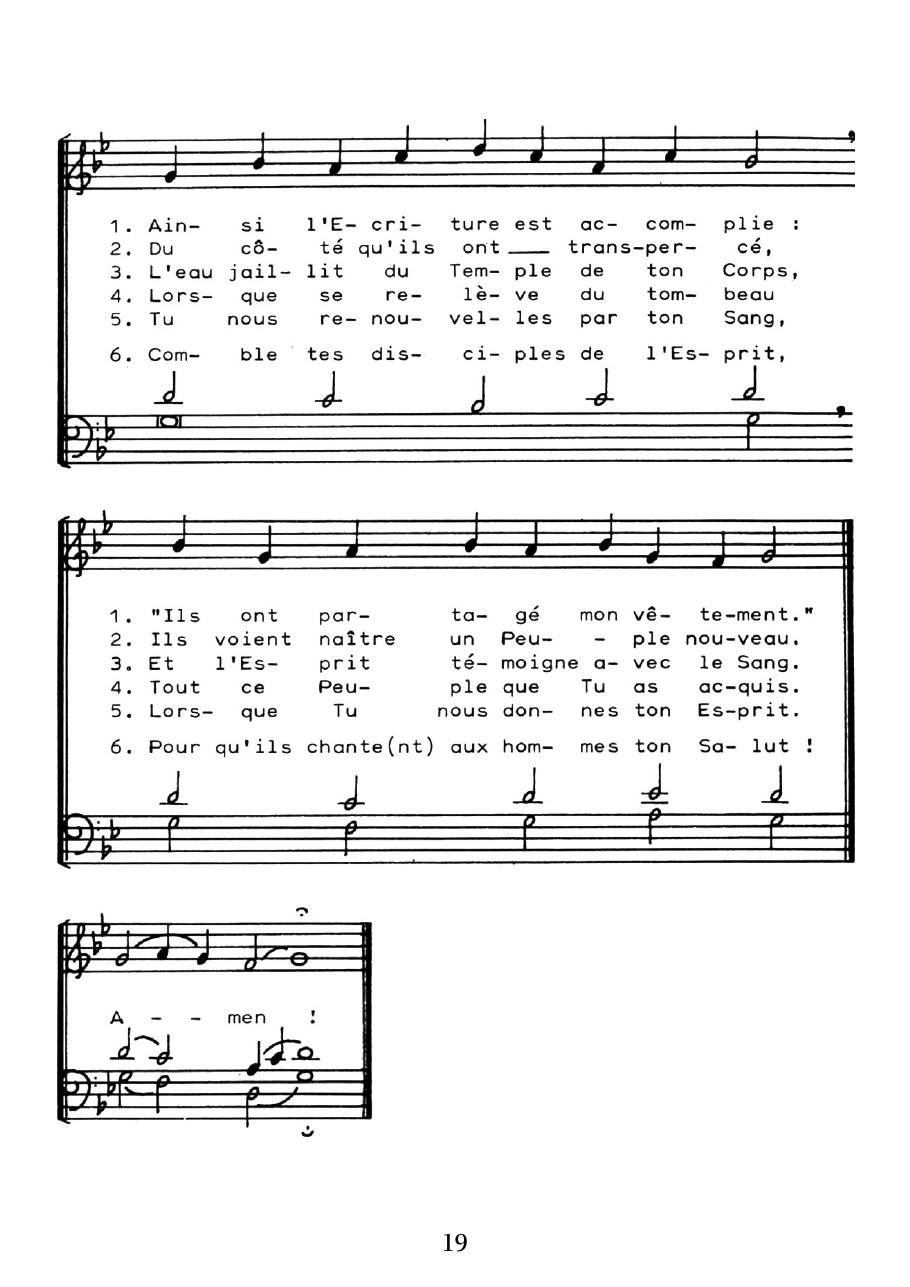 1. Ain- si l'E- cri- ture est ac- com- plie :
2. Du cô- té qu'ils ont ___ trans-per- cé,
3. L'eau jail- lit du Tem- ple de ton Corps,
4. Lors- que se re- lè- ve du tom- beau
5. Tu nous re- nou- vel- les par ton Sang,
6. Com- ble tes dis- ci- ples de l'Es- prit,
1. "Ils ont par- ta- gé mon vê- te-ment."
2. Ils voient naître un Peu- - ple nou-veau.
3. Et l'Es- prit té- moigne a- vec le Sang.
4. Tout ce Peu- ple que Tu as ac-quis.
5. Lors- que Tu nous don- nes ton Es-prit.
6. Pour qu'ils chante(nt) aux hom- mes ton Sa- lut !
A - - men !
19